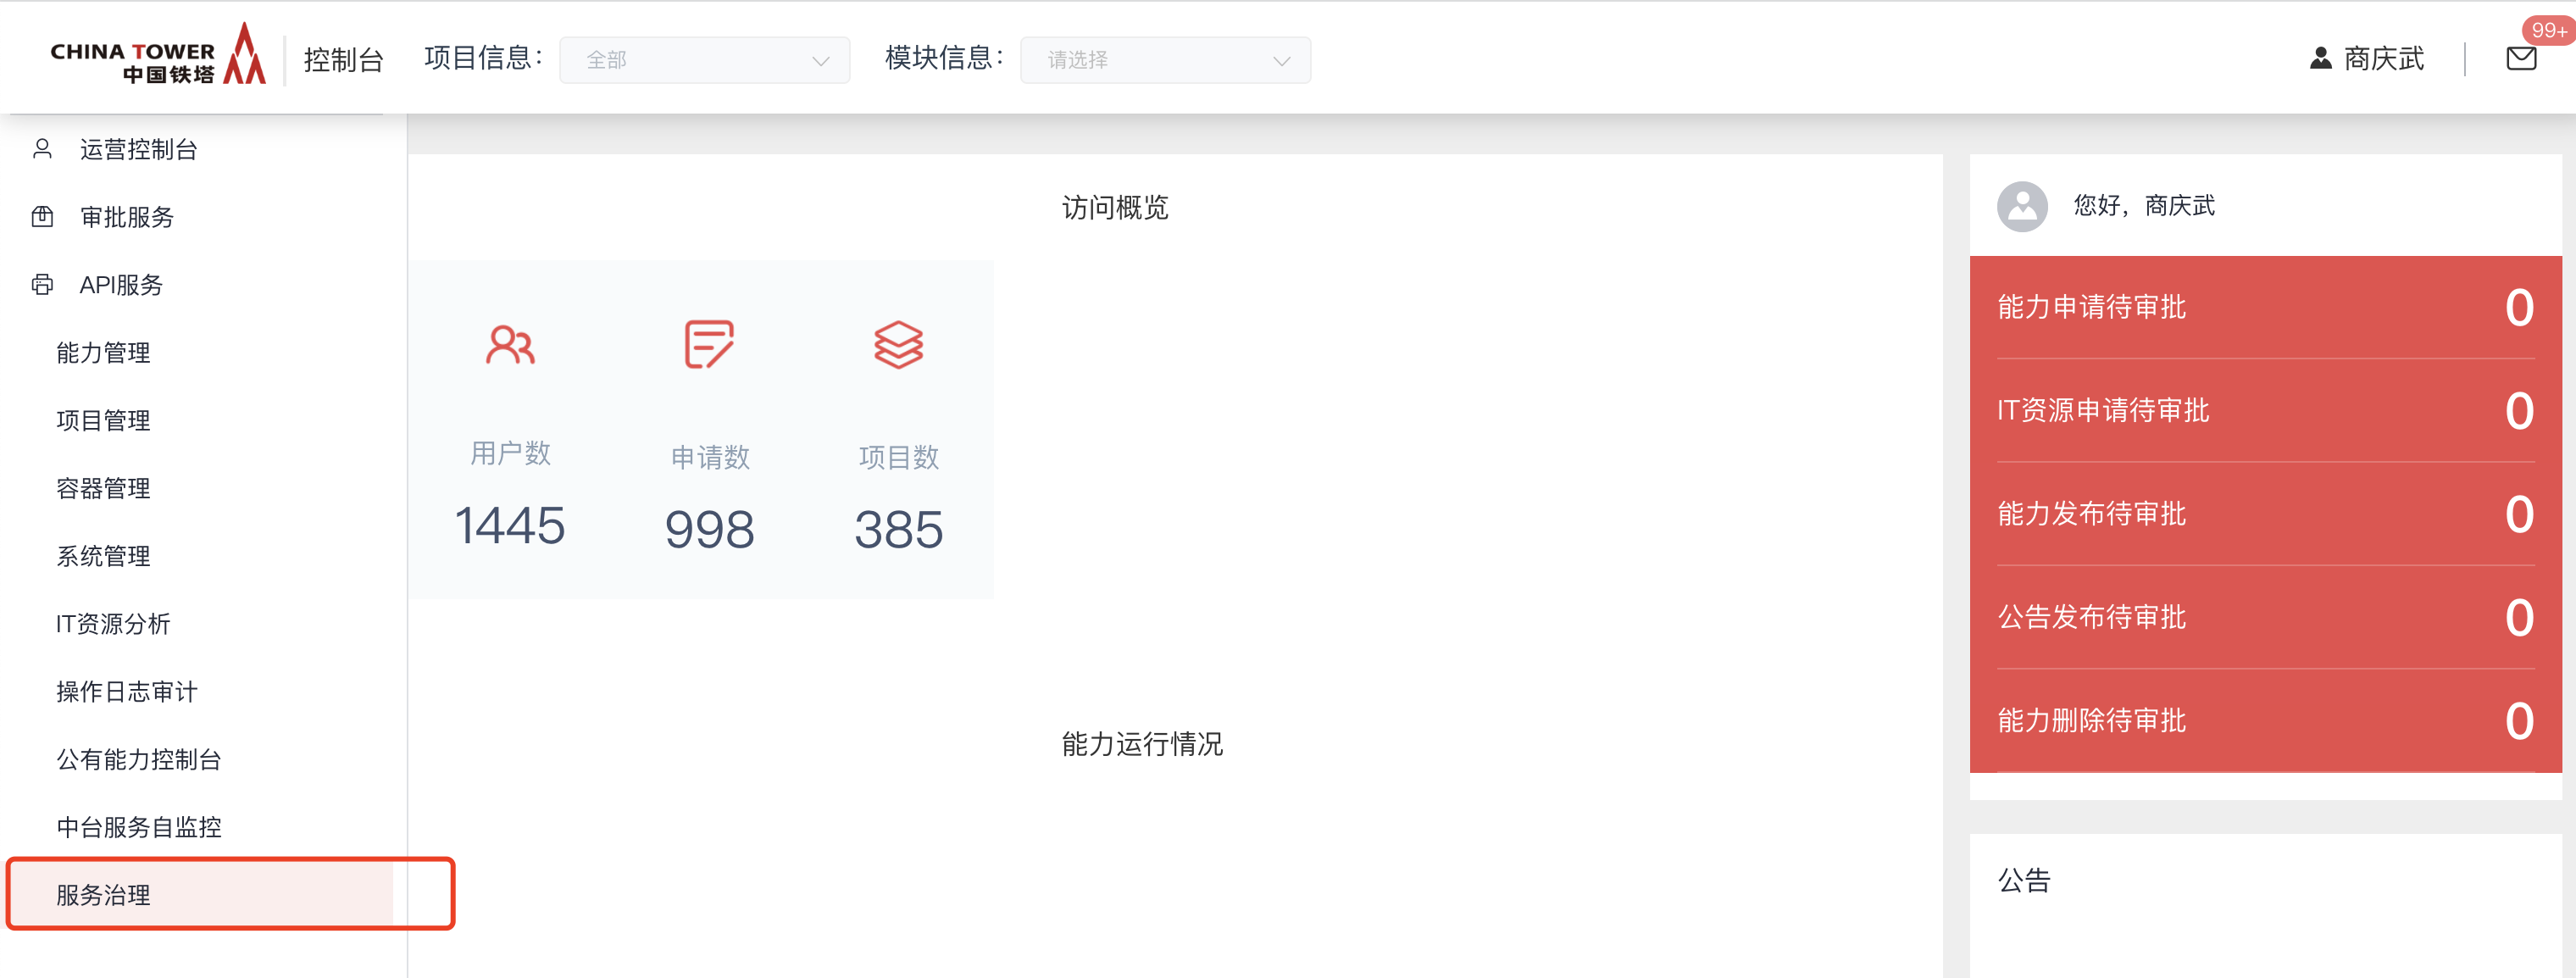 CHINA TOWER
中国铁塔
控制台
项目信息：
全部
模块信息：
请选择
商庆武
99+
运营控制台
审批服务
API服务
能力管理
项目管理
容器管理
系统管理
IT资源分析
操作日志审计
公有能力控制台
中台服务自监控
服务治理
访问概览
用户数
申请数
项目数
1445
998
385
能力运行情况
您好，商庆武
能力申请待审批 0
IT资源申请待审批 0
能力发布待审批 0
公告发布待审批 0
能力删除待审批 0
公告